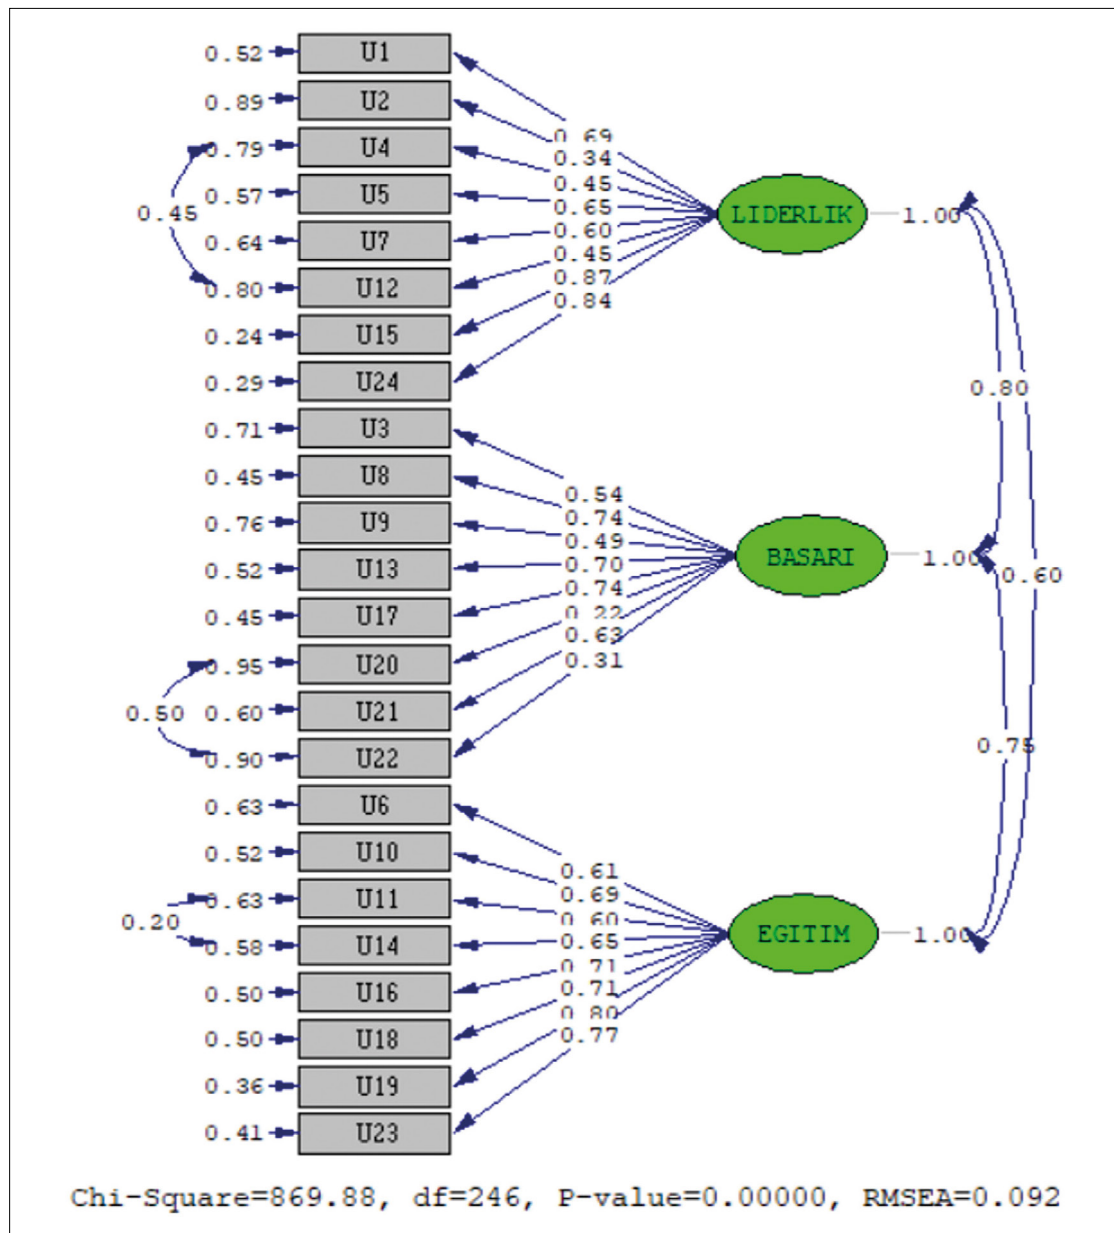 0.52 U1
0.89 U2
0.79 U4
0.57 U5
0.45
0.64 U7
0.80 U12
0.24 U15
0.29 U24
0.69
0.34
0.45
0.65
0.60
0.45
0.87
0.84
LIDERLIK 1.00
0.71 U3
0.45 U8
0.76 U9
0.52 U13
0.45 U17
0.95 U20
0.50 0.60 U21
0.90 U22
0.54
0.74
0.49
0.70
0.74
0.22
0.63
0.31
BASARI 1.00
0.63 U6
0.52 U10
0.63 U11
0.20
0.58 U14
0.50 U16
0.50 U18
0.36 U19
0.41 U23
0.61
0.69
0.60
0.65
0.71
0.71
0.80
0.77
EGITIM 1.00
0.80
0.60
0.75
Chi-Square=869.88, df=246, P-value=0.00000, RMSEA=0.092